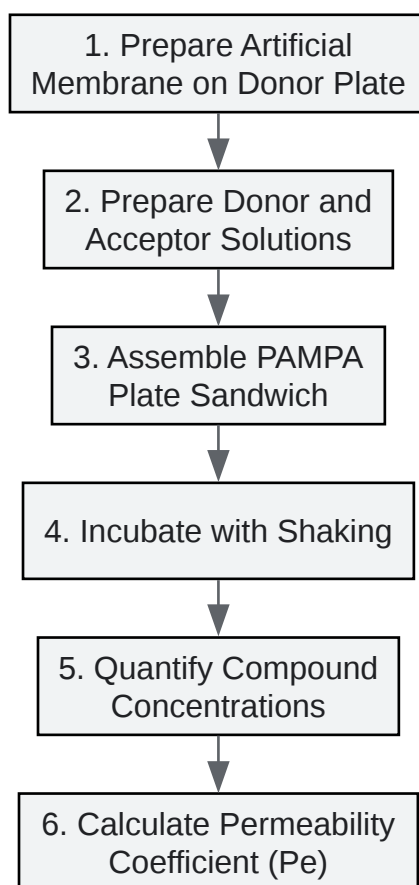 1. Prepare Artificial
Membrane on Donor Plate
2. Prepare Donor and
Acceptor Solutions
3. Assemble PAMPA
Plate Sandwich
4. Incubate with Shaking
5. Quantify Compound
Concentrations
6. Calculate Permeability
Coefficient (Pe)